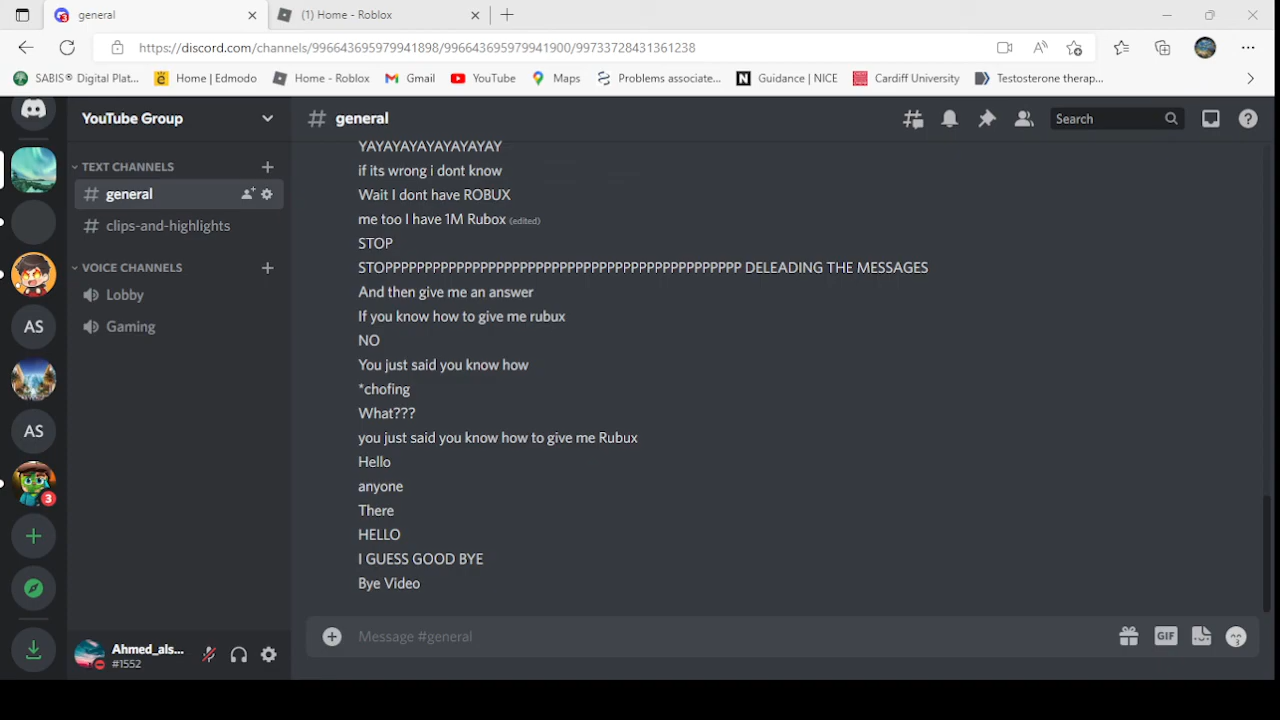 general
(1) Home - Roblox
https://discord.com/channels/996643695979941898/996643695979941900/99733728431361238
SABIS® Digital Plat...
Home | Edmodo
Home - Roblox
Gmail
YouTube
Maps
Problems associate...
Guidance | NICE
Cardiff University
Testosterone therap...
YouTube Group
general
Search
TEXT CHANNELS
general
clips-and-highlights
VOICE CHANNELS
Lobby
Gaming
AS
AS
3
YAYAYAYAYAYAYAYAY
if its wrong i dont know
Wait I dont have ROBUX
me too I have 1M Rubox (edited)
STOP
STOPPPPPPPPPPPPPPPPPPPPPPPPPPPPPPPPPPPPPPPPPPPPPP DELEADING THE MESSAGES
And then give me an answer
If you know how to give me rubux
NO
You just said you know how
*chofing
What???
you just said you know how to give me Rubux
Hello
anyone
There
HELLO
I GUESS GOOD BYE
Bye Video
Message #general
GIF
Ahmed_als...
#1552